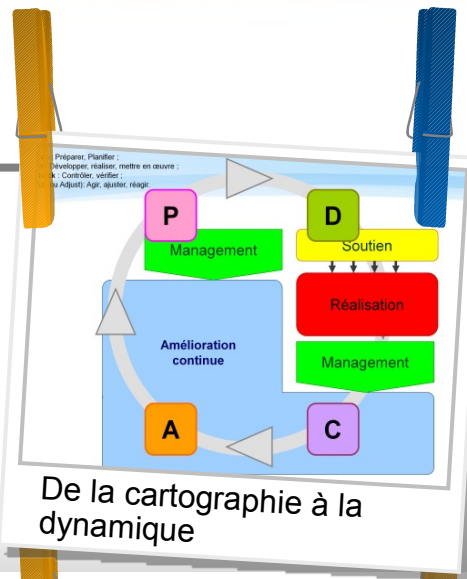 Préparer, Planifier ;
Développer, réaliser, mettre en œuvre ;
: Contrôler, vérifier ;
Adjust): Agir, ajuster, réagir.
P
D
Management
Soutien
Réalisation
Amélioration
continue
Management
A
C
De la cartographie à la
dynamique